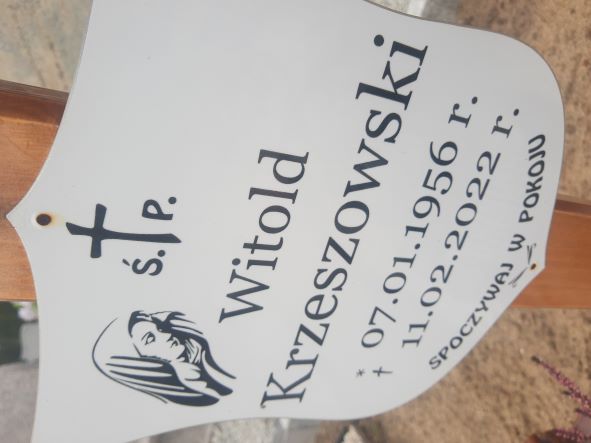 Ś. P.
Witold
Krzeszowski
* 07.01.1956 r.
✝ 11.02.2022 r.
SPOCZYWAJ W POKOJU